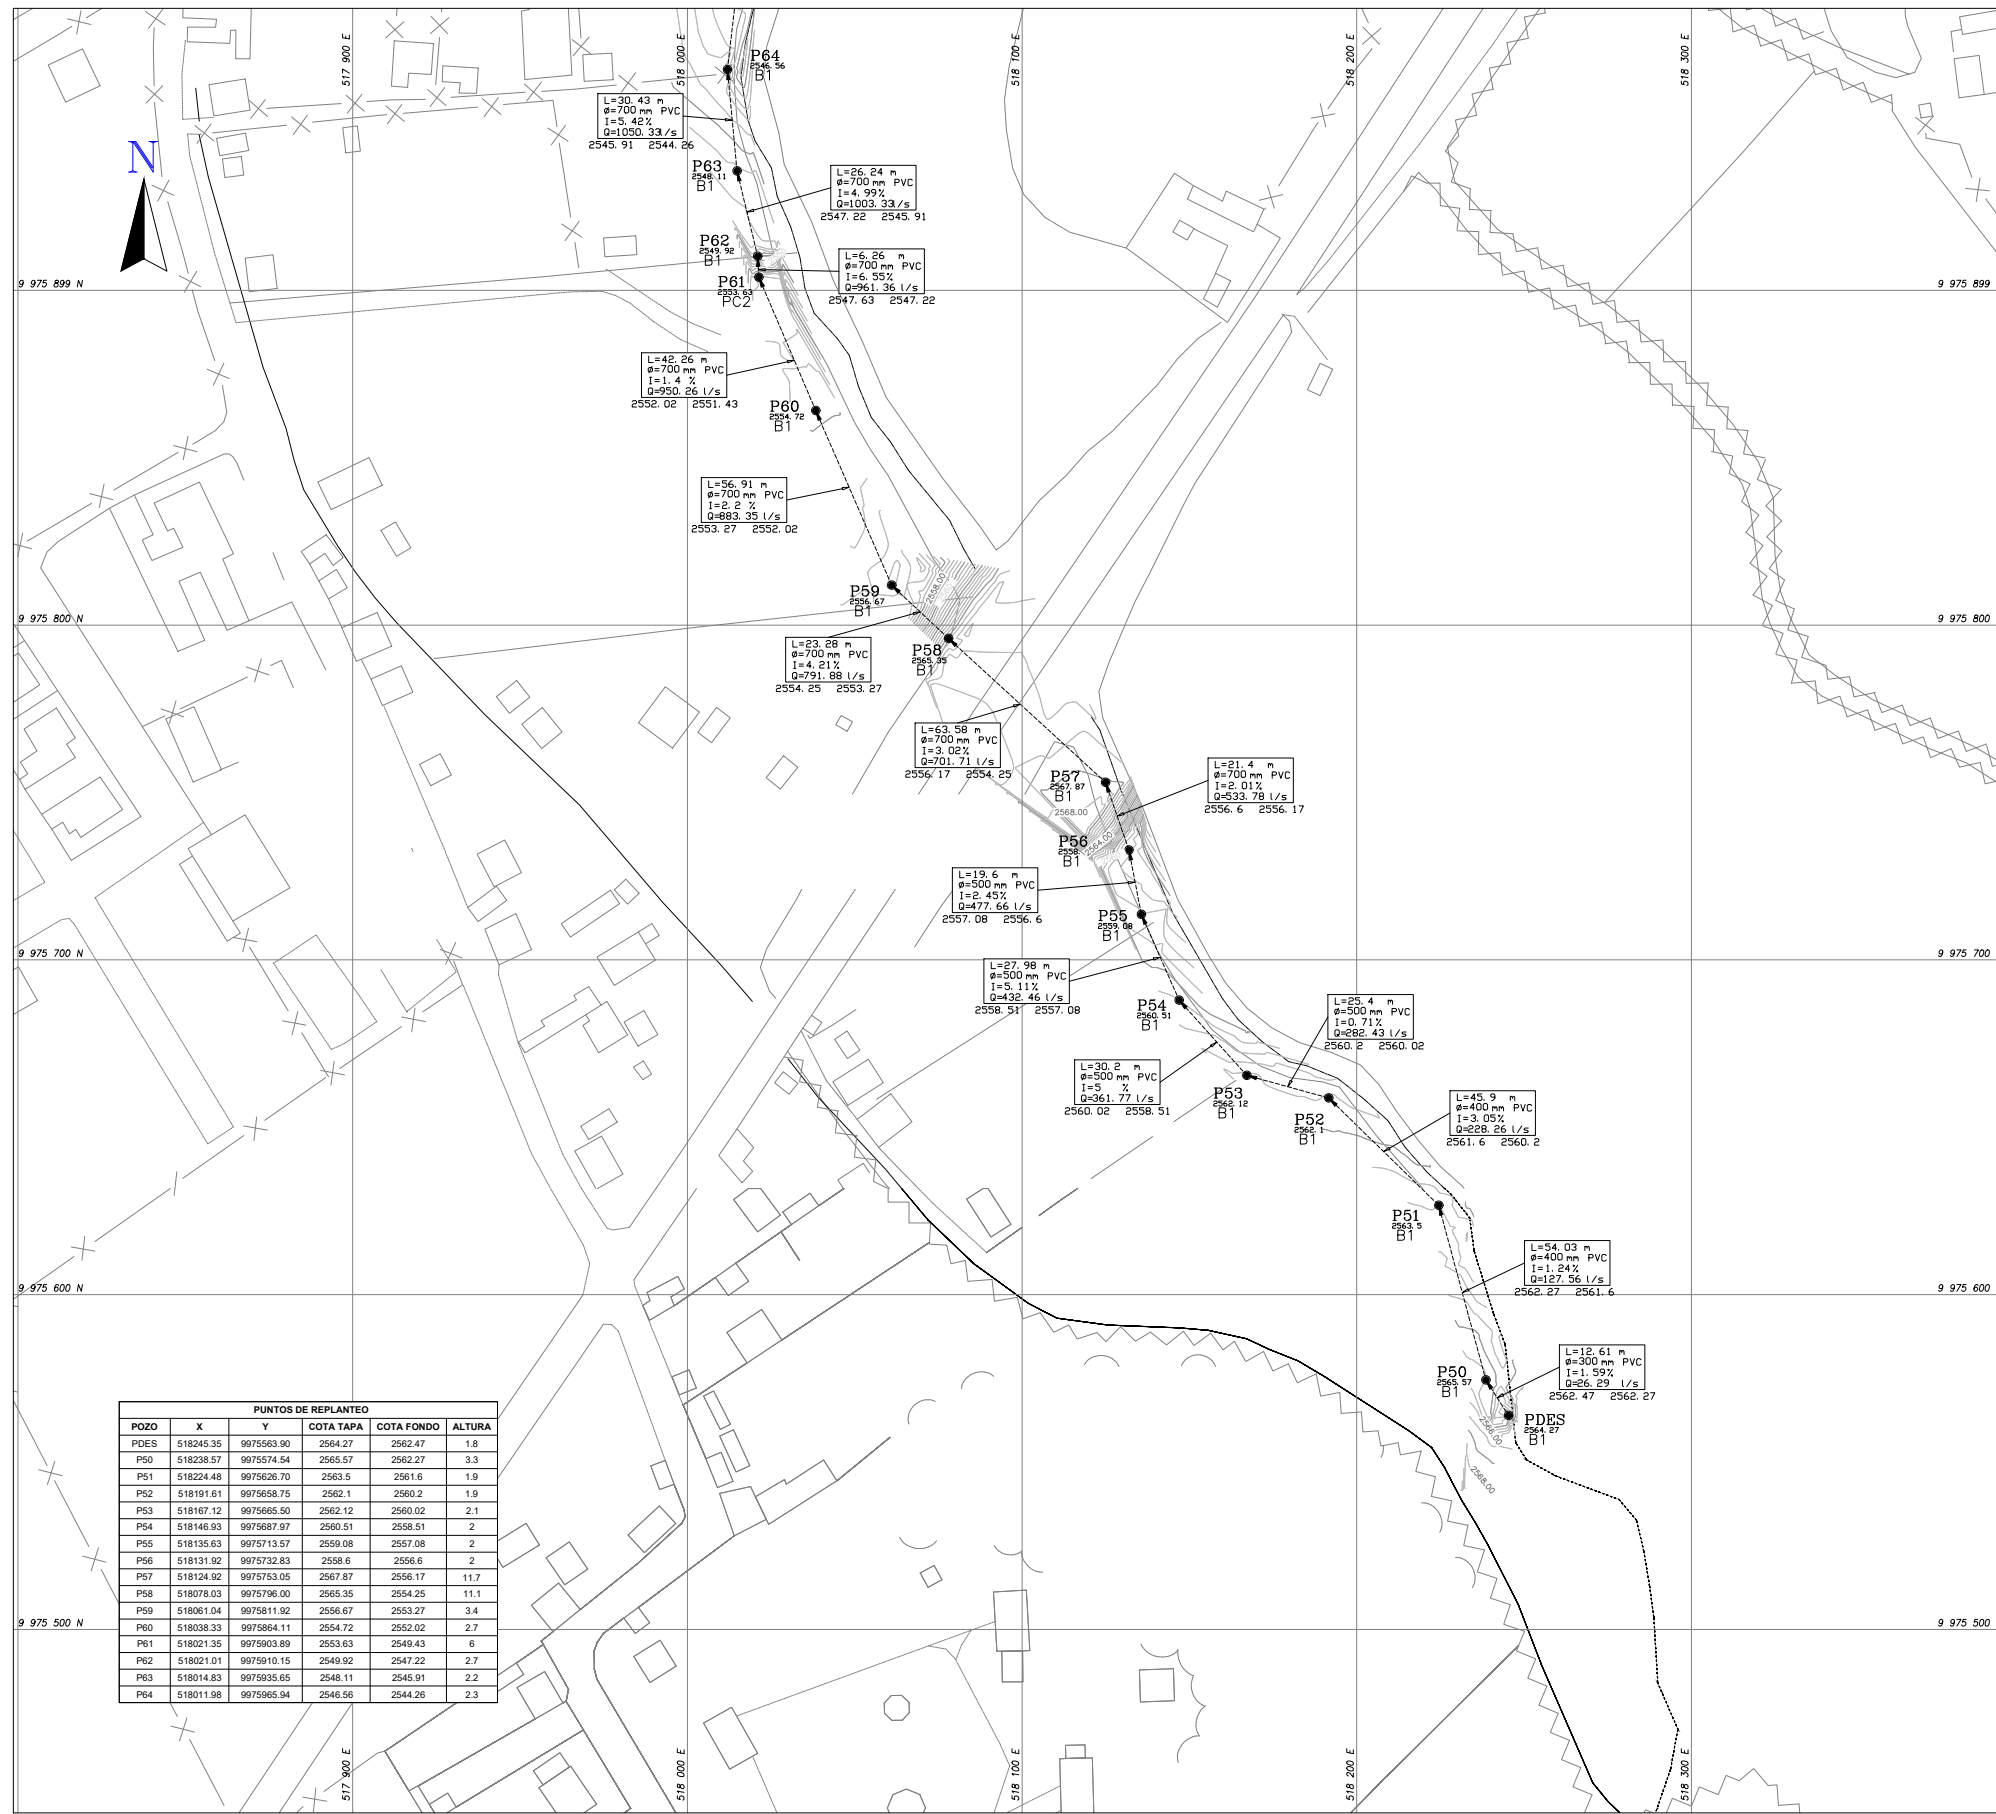 517 900 E
518 000 E
518 100 E
518 200 E
518 300 E
N
P64
2546.56
B1
L=30.43 m
ø=700 mm PVC
I=5.42%
Q=1050.33l/s
2545.91 2544.26
P63
2548.11
B1
L=26.24 m
ø=700 mm PVC
I=4.99%
Q=1003.33l/s
2547.22 2545.91
P62
2549.92
B1
L=6.26 m
ø=700 mm PVC
I=6.55%
Q=961.36 l/s
2547.63 2547.22
P61
2553.63
PC2
9 975 899 N
9 975 899
L=42.26 m
ø=700 mm PVC
I=1.4 %
Q=950.26 l/s
2552.02 2551.43
P60
2554.72
B1
L=56.91 m
ø=700 mm PVC
I=2.2 %
Q=883.35 l/s
2553.27 2552.02
P59
2556.67
B1
2558.00
9 975 800 N
9 975 800
L=23.28 m
ø=700 mm PVC
I=4.21%
Q=791.88 l/s
2554.25 2553.27
P58
2565.35
B1
L=63.58 m
ø=700 mm PVC
I=3.02%
Q=701.71 l/s
2556.17 2554.25
P57
2567.87
B1
2568.00
L=21.4 m
ø=700 mm PVC
I=2.01%
Q=533.78 l/s
2556.6 2556.17
P56
2558.
B1
2564.00
L=19.6 m
ø=500 mm PVC
I=2.45%
Q=477.66 l/s
2557.08 2556.6
P55
2559.08
B1
9 975 700 N
9 975 700
L=27.98 m
ø=500 mm PVC
I=5.11%
Q=432.46 l/s
2558.51 2557.08
P54
2560.51
B1
L=25.4 m
ø=500 mm PVC
I=0.71%
Q=282.43 l/s
2560.2 2560.02
L=30.2 m
ø=500 mm PVC
I=5 %
Q=361.77 l/s
2560.02 2558.51
P53
2562.12
B1
P52
2562.1
B1
L=45.9 m
ø=400 mm PVC
I=3.05%
Q=228.26 l/s
2561.6 2560.2
P51
2563.5
B1
L=54.03 m
ø=400 mm PVC
I=1.24%
Q=127.56 l/s
2562.27 2561.6
9 975 600 N
9 975 600
L=12.61 m
ø=300 mm PVC
I=1.59%
Q=26.29 l/s
2562.47 2562.27
P50
2565.57
B1
PDES
2564.27
B1
2566.00
2568.00
PUNTOS DE REPLANTEO
POZO X Y COTA TAPA COTA FONDO ALTURA
PDES 518245.35 9975563.90 2564.27 2562.47 1.8
P50 518238.57 9975574.54 2565.57 2562.27 3.3
P51 518224.48 9975626.70 2563.5 2561.6 1.9
P52 518191.61 9975658.75 2562.1 2560.2 1.9
P53 518167.12 9975665.50 2562.12 2560.02 2.1
P54 518146.93 9975687.97 2560.51 2558.51 2
P55 518135.63 9975713.57 2559.08 2557.08 2
P56 518131.92 9975732.83 2558.6 2556.6 2
P57 518124.92 9975753.05 2567.87 2556.17 11.7
P58 518078.03 9975796.00 2565.35 2554.25 11.1
P59 518061.04 9975811.92 2556.67 2553.27 3.4
P60 518038.33 9975864.11 2554.72 2552.02 2.7
P61 518021.35 9975903.89 2553.63 2549.43 6
P62 518021.01 9975910.15 2549.92 2547.22 2.7
P63 518014.83 9975935.65 2548.11 2545.91 2.2
P64 518011.98 9975965.94 2546.56 2544.26 2.3
9 975 500 N
9 975 500
517 900 E
518 000 E
518 100 E
518 200 E
518 300 E